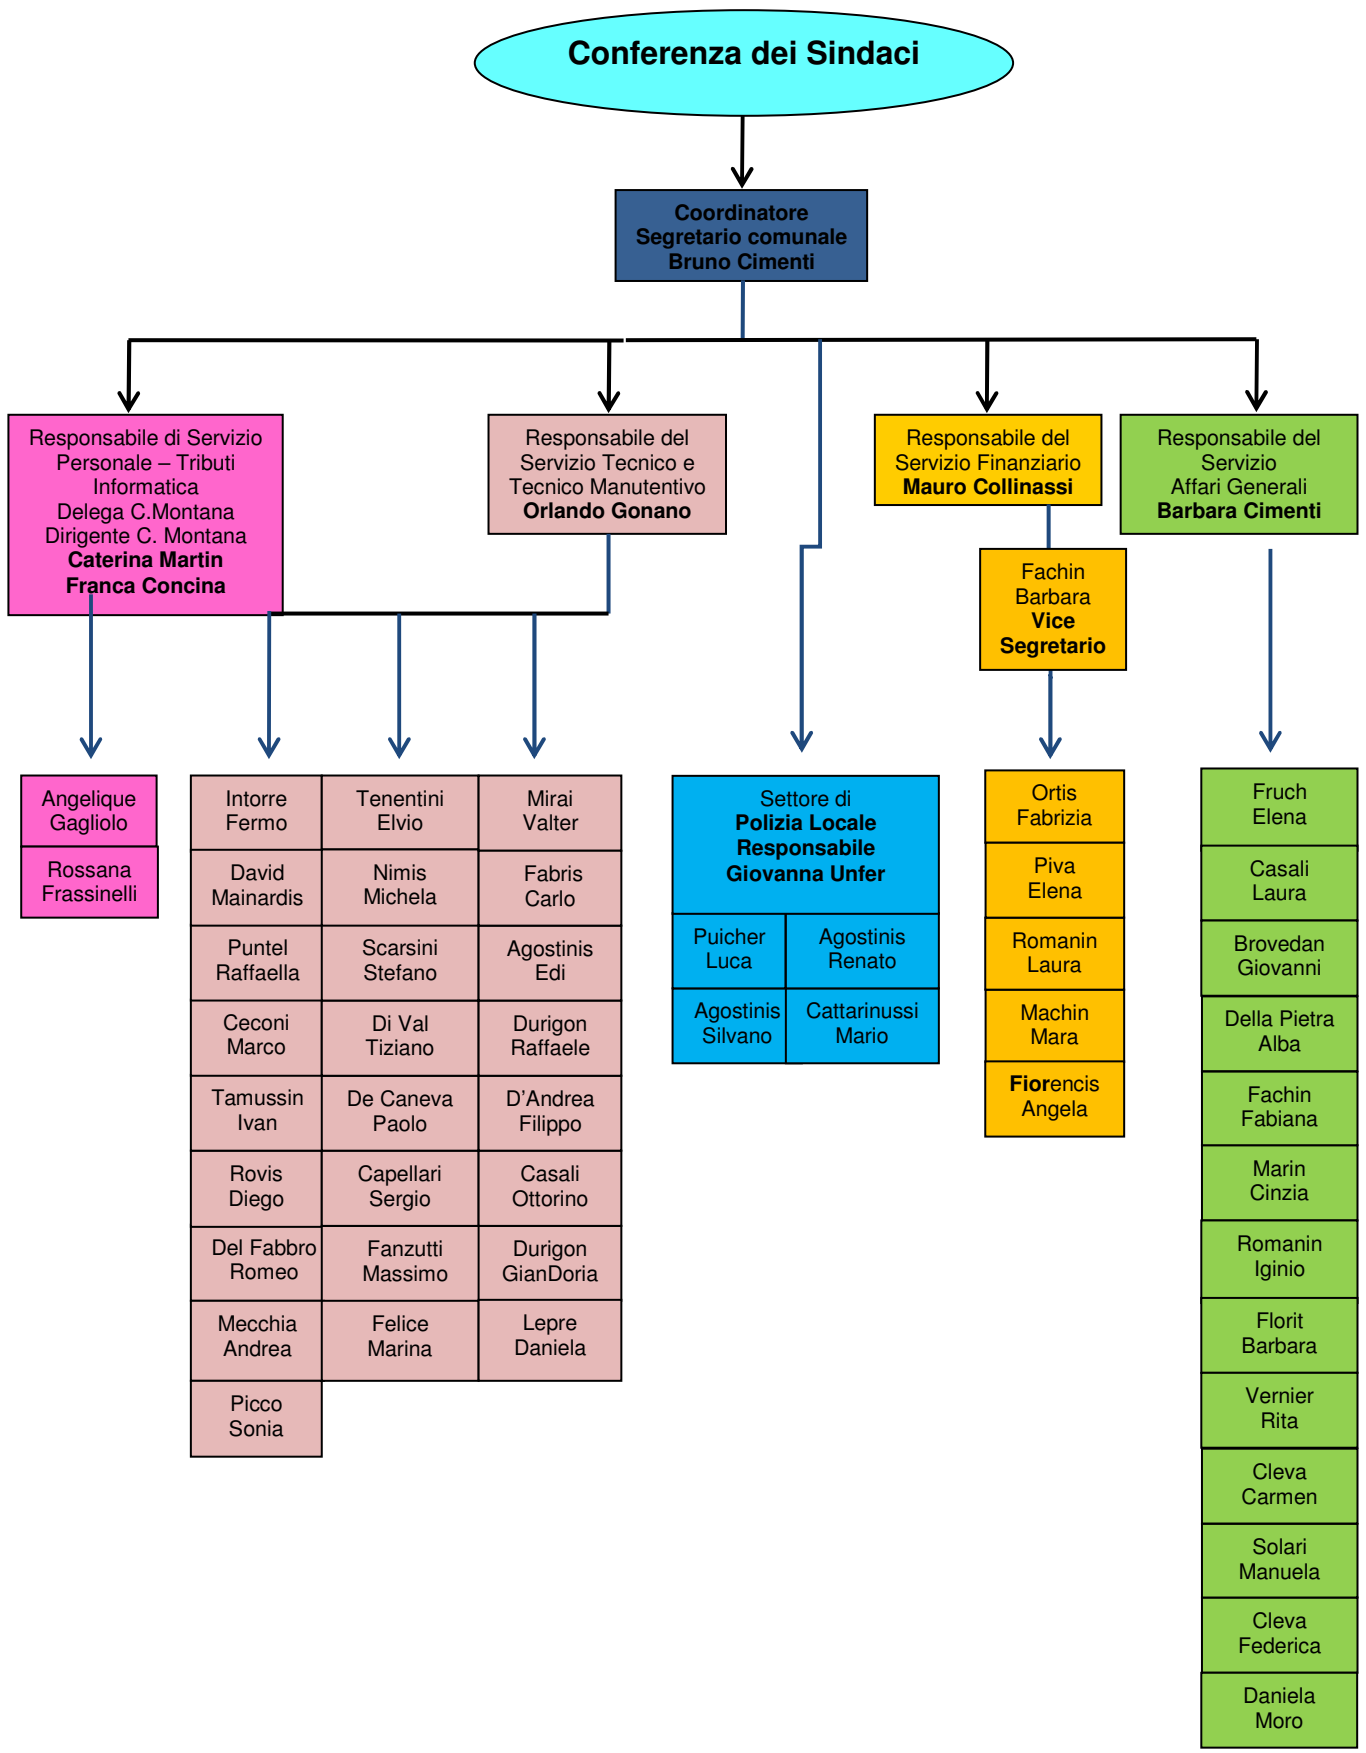 Conferenza dei Sindaci
Coordinatore
Segretario comunale
Bruno Cimenti
Responsabile di Servizio
Personale – Tributi
Informatica
Delega C.Montana
Dirigente C. Montana
Caterina Martin
Franca Concina
Responsabile del
Servizio Tecnico e
Tecnico Manutentivo
Orlando Gonano
Responsabile del
Servizio Finanziario
Mauro Collinassi
Responsabile del
Servizio
Affari Generali
Barbara Cimenti
Fachin
Barbara
Vice
Segretario
Angelique
Gagliolo
Rossana
Frassinelli
Intorre
Fermo
David
Mainardis
Puntel
Raffaella
Ceconi
Marco
Tamussin
Ivan
Rovis
Diego
Del Fabbro
Romeo
Mecchia
Andrea
Picco
Sonia
Tenentini
Elvio
Nimis
Michela
Scarsini
Stefano
Di Val
Tiziano
De Caneva
Paolo
Capellari
Sergio
Fanzutti
Massimo
Felice
Marina
Mirai
Valter
Fabris
Carlo
Agostinis
Edi
Durigon
Raffaele
D'Andrea
Filippo
Casali
Ottorino
Durigon
GianDoria
Lepre
Daniela
Settore di
Polizia Locale
Responsabile
Giovanna Unfer
Puicher
Luca
Agostinis
Renato
Agostinis
Silvano
Cattarinussi
Mario
Ortis
Fabrizia
Piva
Elena
Romanin
Laura
Machin
Mara
Fiorencis
Angela
Fruch
Elena
Casali
Laura
Brovedan
Giovanni
Della Pietra
Alba
Fachin
Fabiana
Marin
Cinzia
Romanin
Iginio
Florit
Barbara
Vernier
Rita
Cleva
Carmen
Solari
Manuela
Cleva
Federica
Daniela
Moro